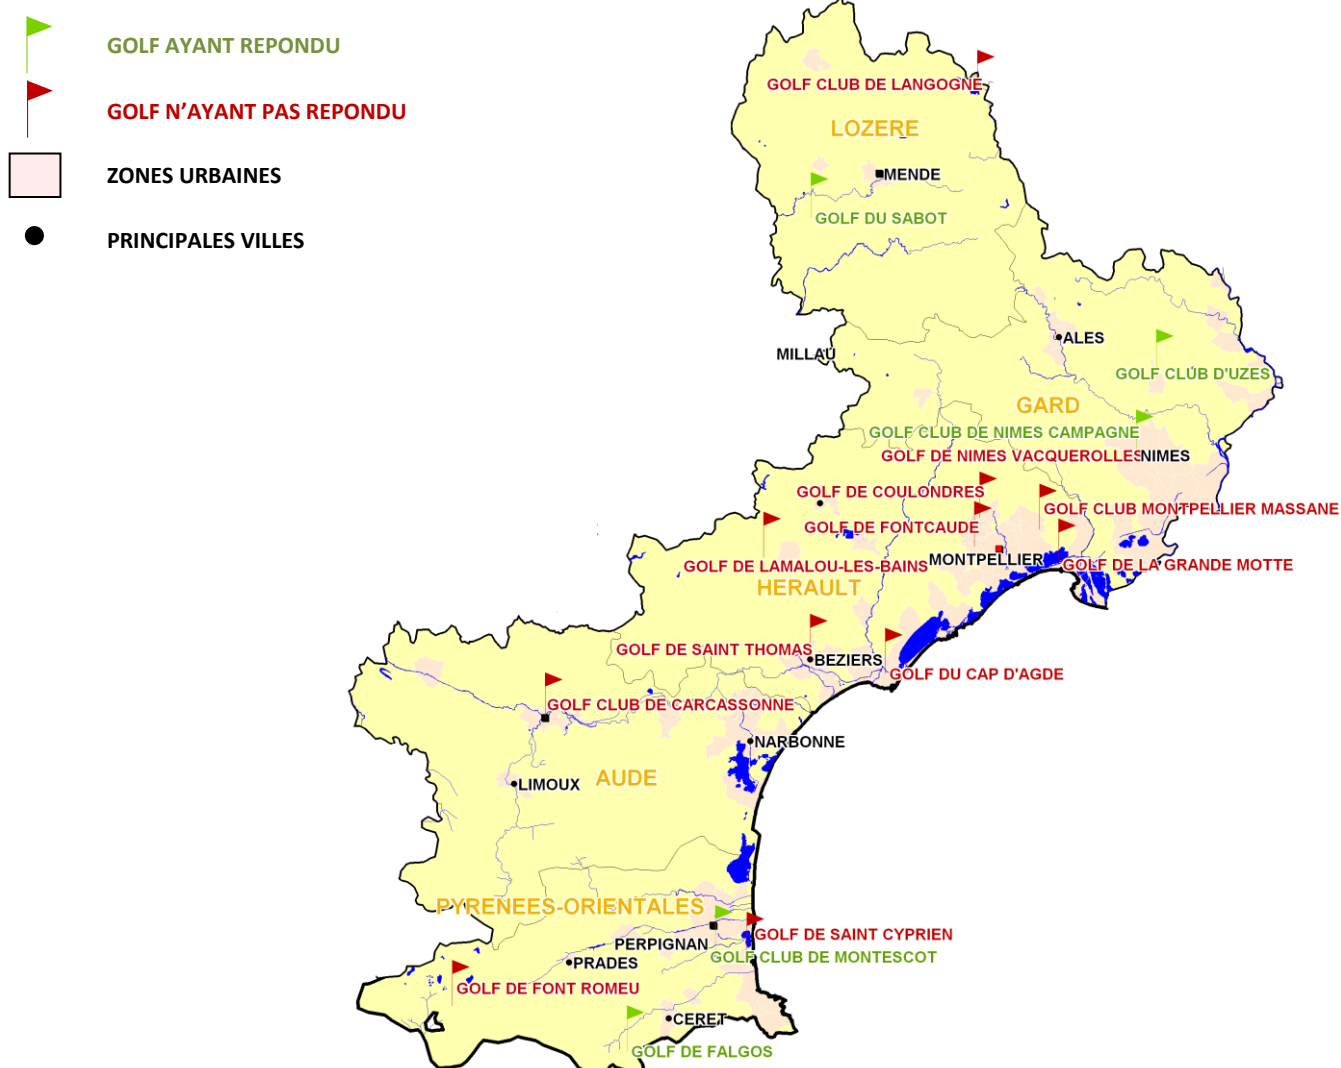 GOLF AYANT REPONDU
GOLF N'AYANT PAS REPONDU
ZONES URBAINES
PRINCIPALES VILLES
GOLF CLUB DE LANGOGNE
LOZERE
MENDE
GOLF DU SABOT
ALES
MILLAU
GOLF CLUB D'UZES
GARD
GOLF CLUB DE NIMES CAMPAGNE
GOLF DE NIMES VACQUEROLLES
NIMES
GOLF DE COULONDRES
GOLF CLUB MONTPELLIER MASSANE
GOLF DE FONTCAUDE
MONTPELLIER
GOLF DE LA GRANDE MOTTE
GOLF DE LAMALOU-LES-BAINS
HERAULT
GOLF DE SAINT THOMAS
BEZIERS
GOLF DU CAP D'AGDE
GOLF CLUB DE CARCASSONNE
NARBONNE
AUDE
LIMOUX
PYRENEES-ORIENTALES
GOLF DE SAINT CYPRIEN
PERPIGNAN
GOLF CLUB DE MONTESCOT
PRADES
GOLF DE FONT ROMEU
CERET
GOLF DE FALGOS